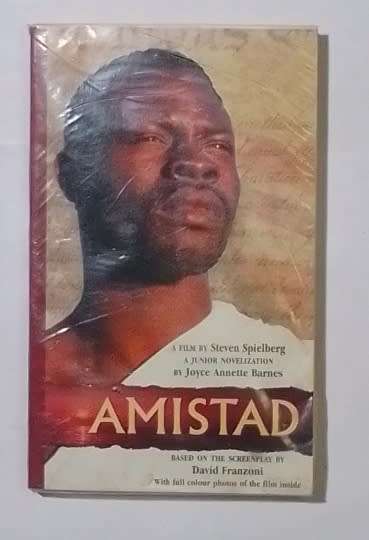 A FILM BY Steven Spielberg
A JUNIOR NOVELIZATION
BY Joyce Annette Barnes
AMISTAD
BASED ON THE SCREENPLAY BY
David Franzoni
With full colour photos of the film inside